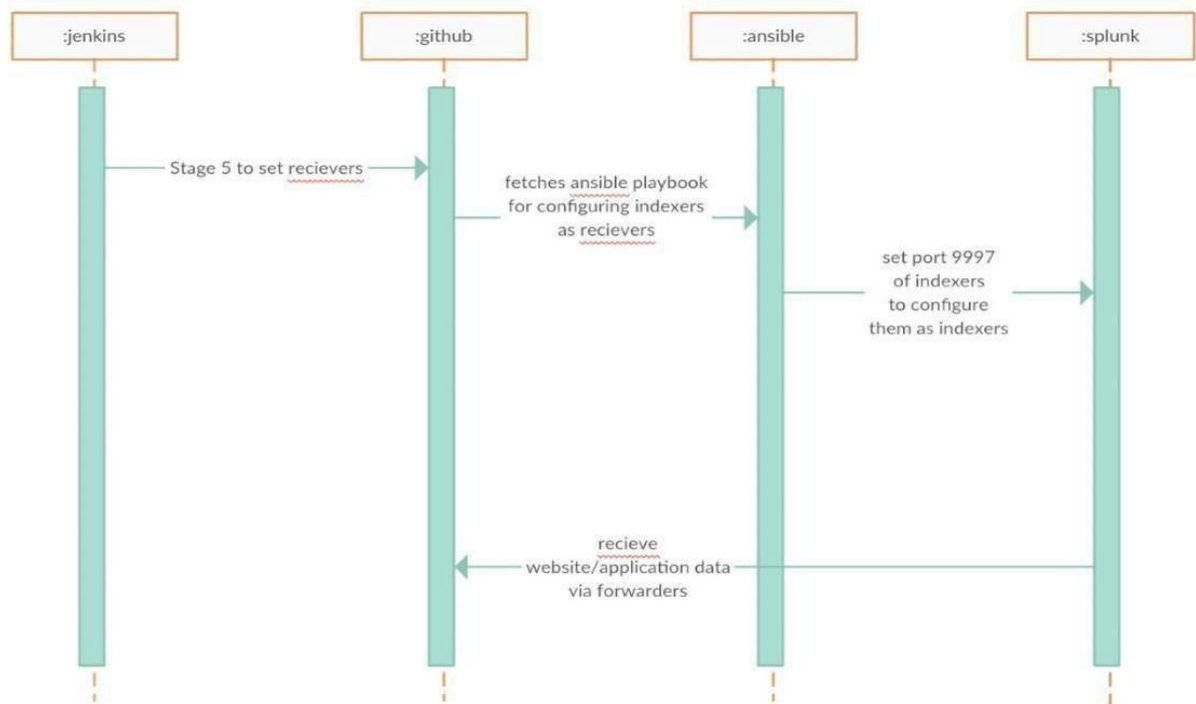 :jenkins
:github
:ansible
:splunk
Stage 5 to set recievers
fetches ansible playbook
for configuring indexers
as recievers
set port 9997
of indexers
to configure
them as indexers
recieve
website/application data
via forwarders